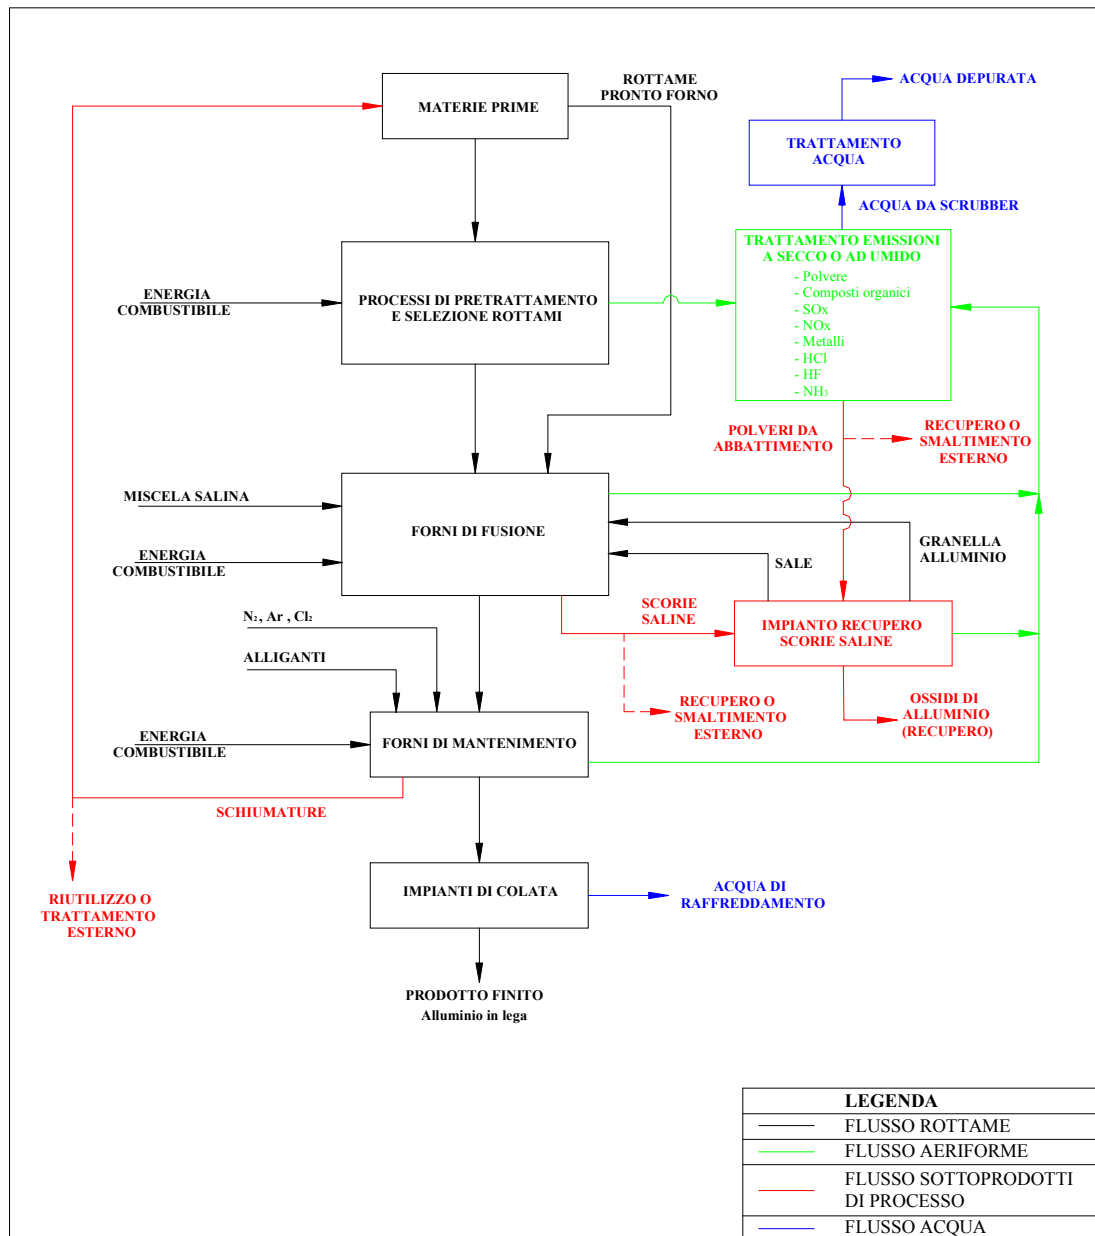 ROTTAME
PRONTO FORNO
MATERIE PRIME
ACQUA DEPURATA
TRATTAMENTO
ACQUA
ACQUA DA SCRUBBER
TRATTAMENTO EMISSIONI
A SECCO O AD UMIDO
- Polvere
- Composti organici
- SOx
- NOx
- Metalli
- HCl
- HF
- NH₃
ENERGIA
COMBUSTIBILE
PROCESSI DI PRETRATTAMENTO
E SELEZIONE ROTTAMI
POLVERI DA
ABBATTIMENTO
RECUPERO O
SMALTIMENTO
ESTERNO
MISCELA SALINA
FORNI DI FUSIONE
ENERGIA
COMBUSTIBILE
GRANELLA
ALLUMINIO
SALE
N₂, Ar , Cl₂
SCORIE
SALINE
IMPIANTO RECUPERO
SCORIE SALINE
ALLIGANTI
RECUPERO O
SMALTIMENTO
ESTERNO
OSSIDI DI
ALLUMINIO
(RECUPERO)
ENERGIA
COMBUSTIBILE
FORNI DI MANTENIMENTO
SCHIUMATURE
RIUTILIZZO O
TRATTAMENTO
ESTERNO
IMPIANTI DI COLATA
ACQUA DI
RAFFREDDAMENTO
PRODOTTO FINITO
Alluminio in lega
LEGENDA
FLUSSO ROTTAME
FLUSSO AERIFORME
FLUSSO SOTTOPRODOTTI
DI PROCESSO
FLUSSO ACQUA